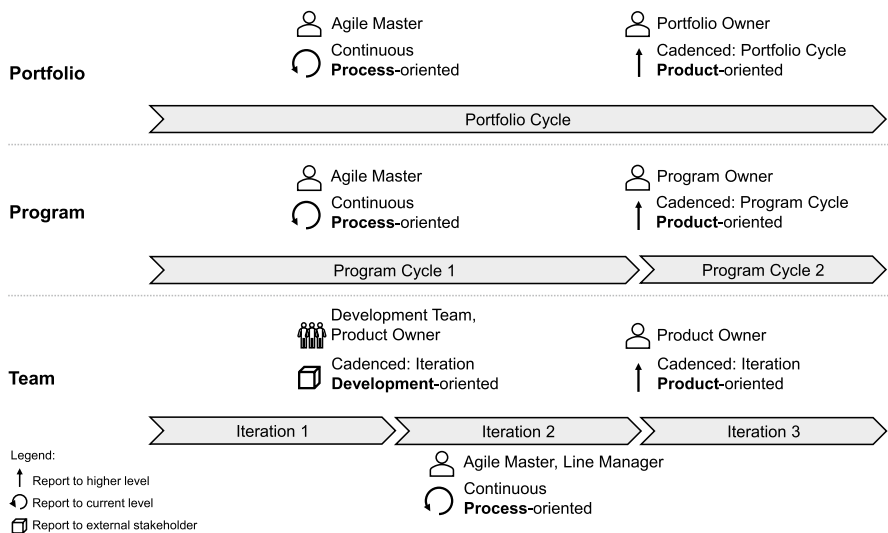 Agile Master
Continuous
Process-oriented
Portfolio Owner
Cadenced: Portfolio Cycle
Product-oriented
Portfolio
Portfolio Cycle
Agile Master
Continuous
Process-oriented
Program Owner
Cadenced: Program Cycle
Product-oriented
Program
Program Cycle 1
Program Cycle 2
Development Team,
Product Owner
Cadenced: Iteration
Development-oriented
Product Owner
Cadenced: Iteration
Product-oriented
Team
Iteration 1
Iteration 2
Iteration 3
Agile Master, Line Manager
Continuous
Process-oriented
Legend:
Report to higher level
Report to current level
Report to external stakeholder